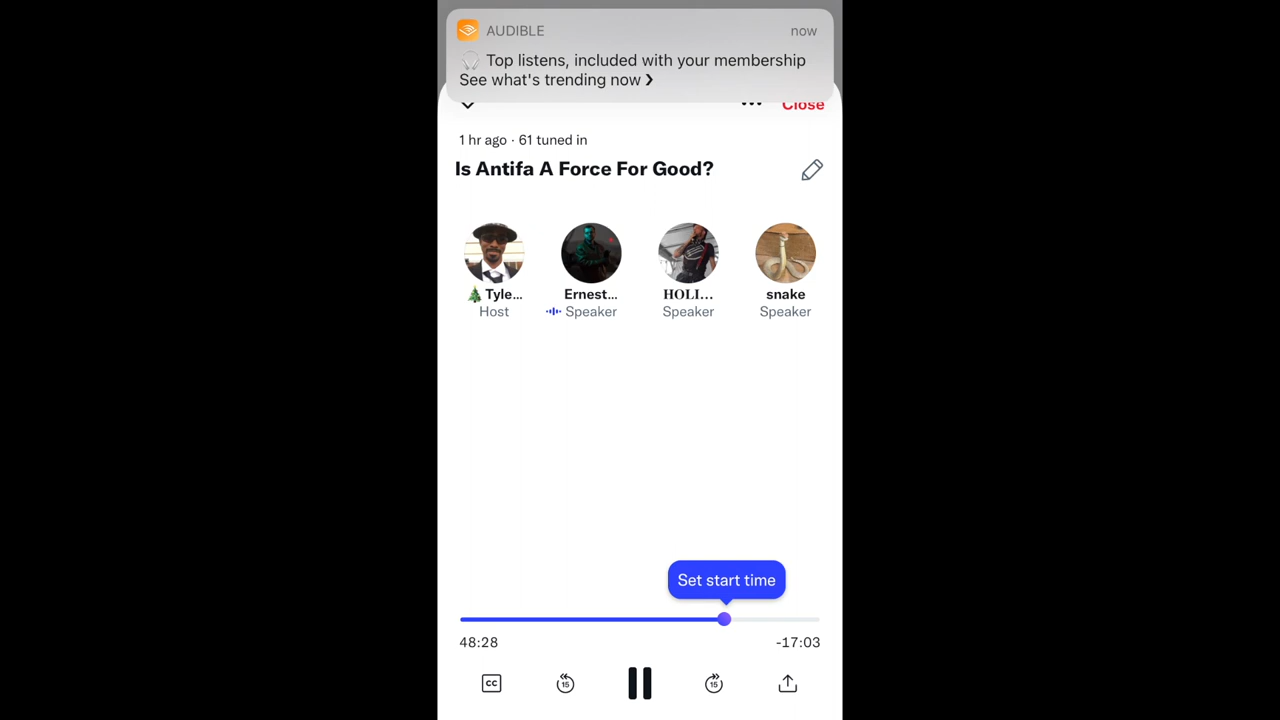 AUDIBLE
now
🎧 Top listens, included with your membership
See what's trending now ❯
Close
1 hr ago · 61 tuned in
Is Antifa A Force For Good?
🎄 Tyle...
Host
Ernest...
Speaker
𝐇𝐎𝐋𝐈...
Speaker
snake
Speaker
Set start time
48:28
-17:03
CC
15
15